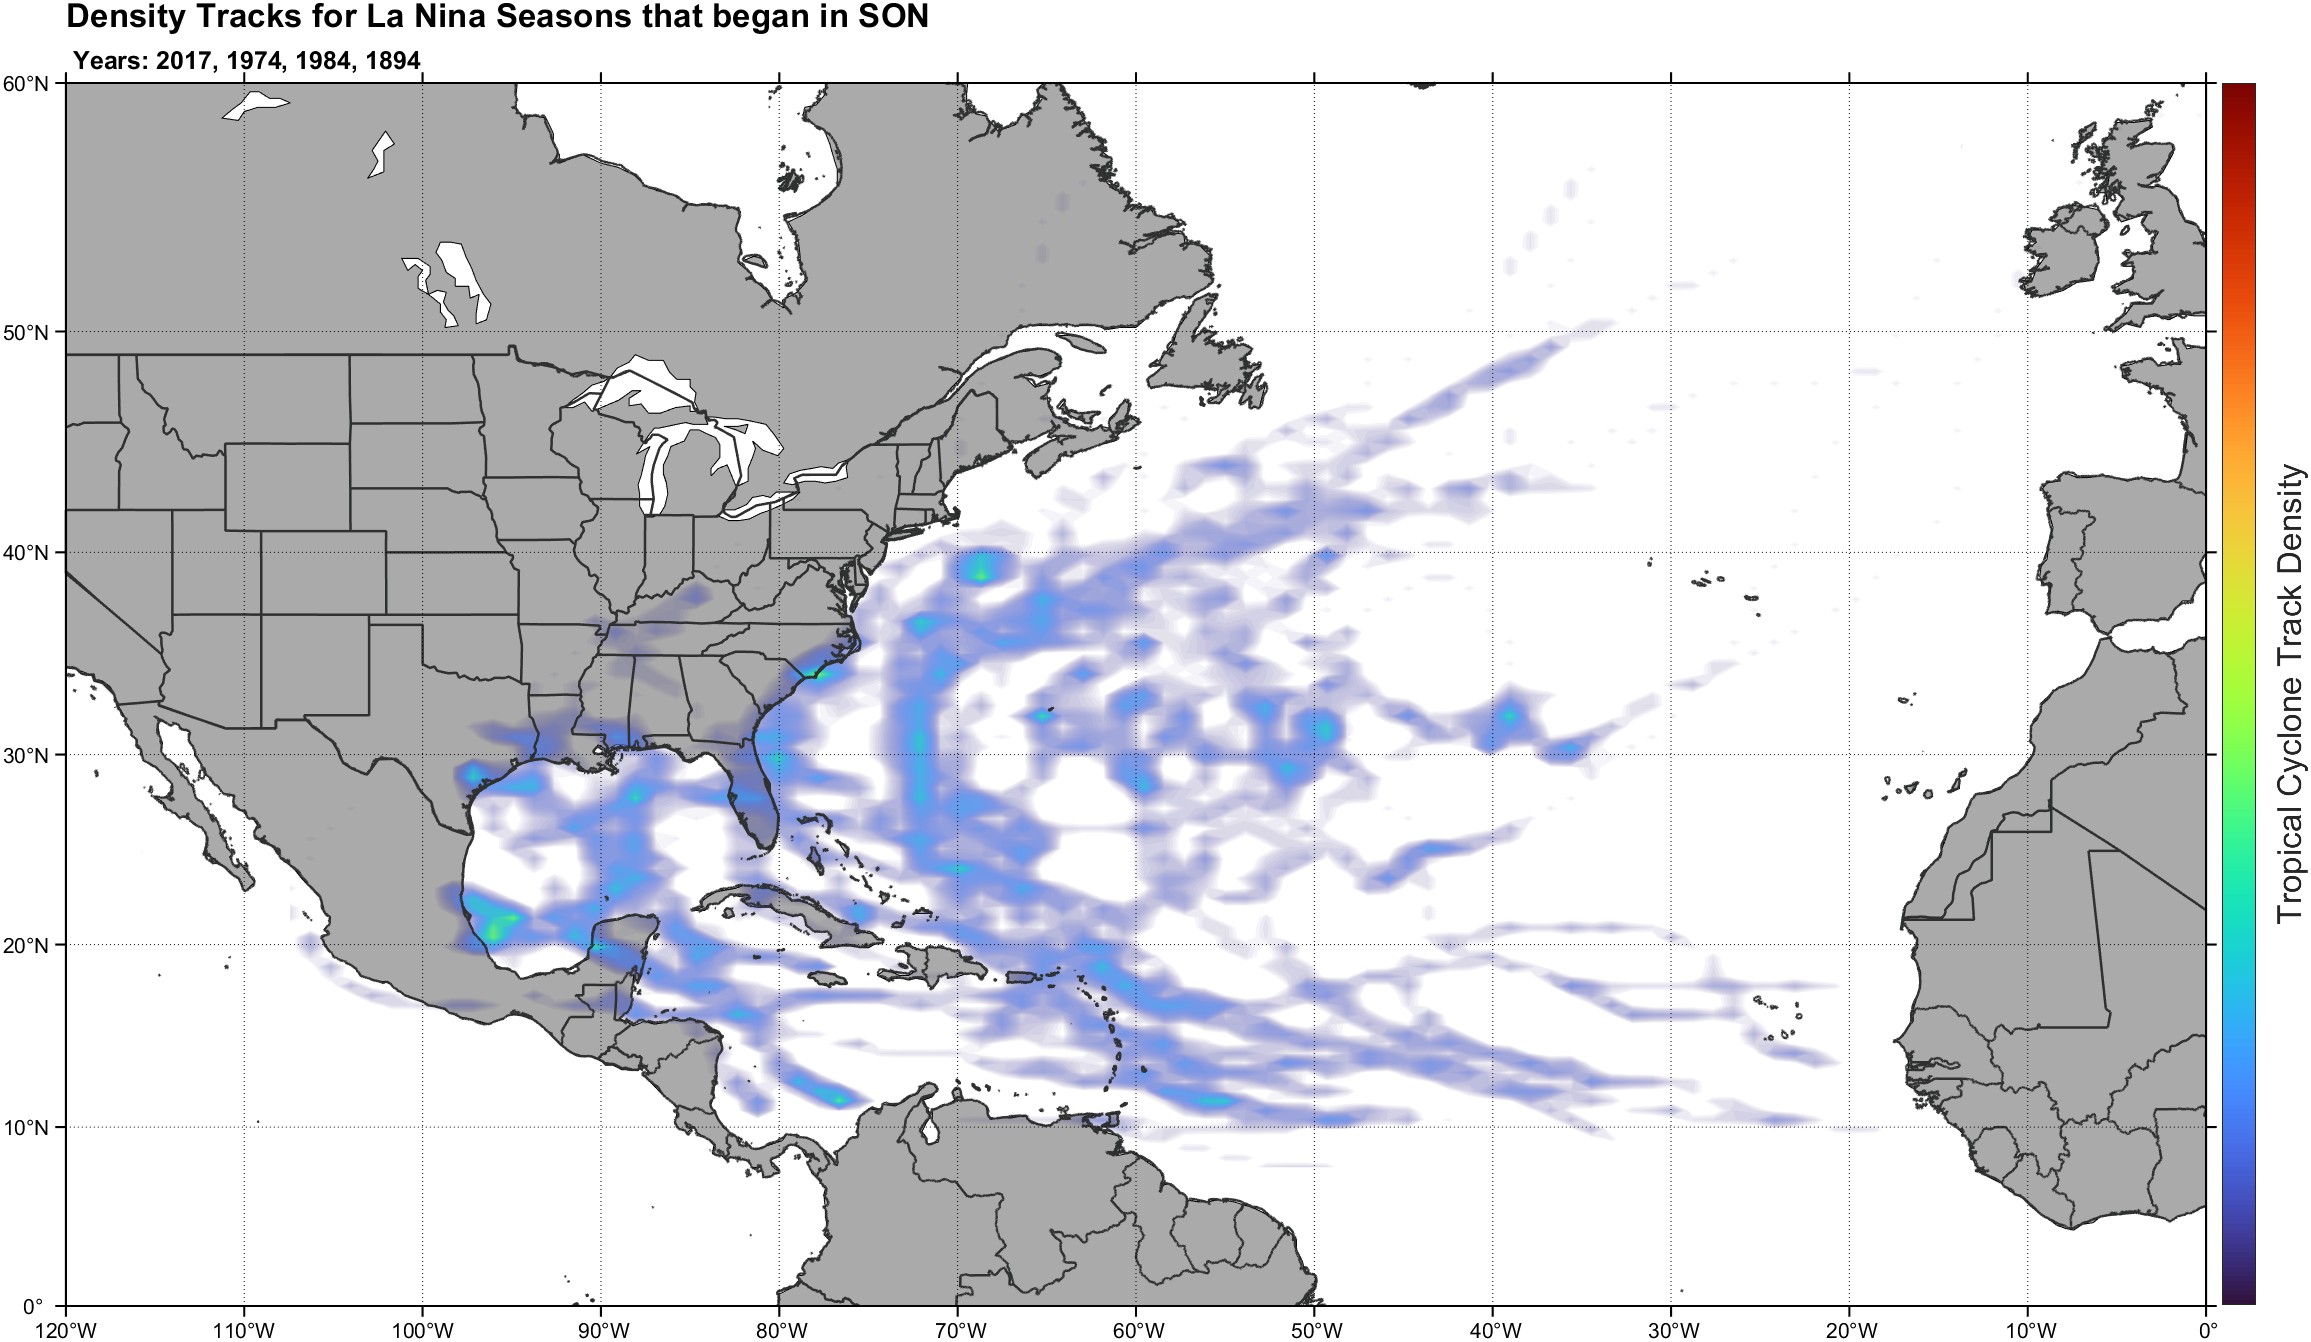 Density Tracks for La Nina Seasons that began in SON
Years: 2017, 1974, 1984, 1894
60°N
50°N
40°N
30°N
20°N
10°N
0°
120°W
110°W
100°W
90°W
80°W
70°W
60°W
50°W
40°W
30°W
20°W
10°W
0°
Tropical Cyclone Track Density